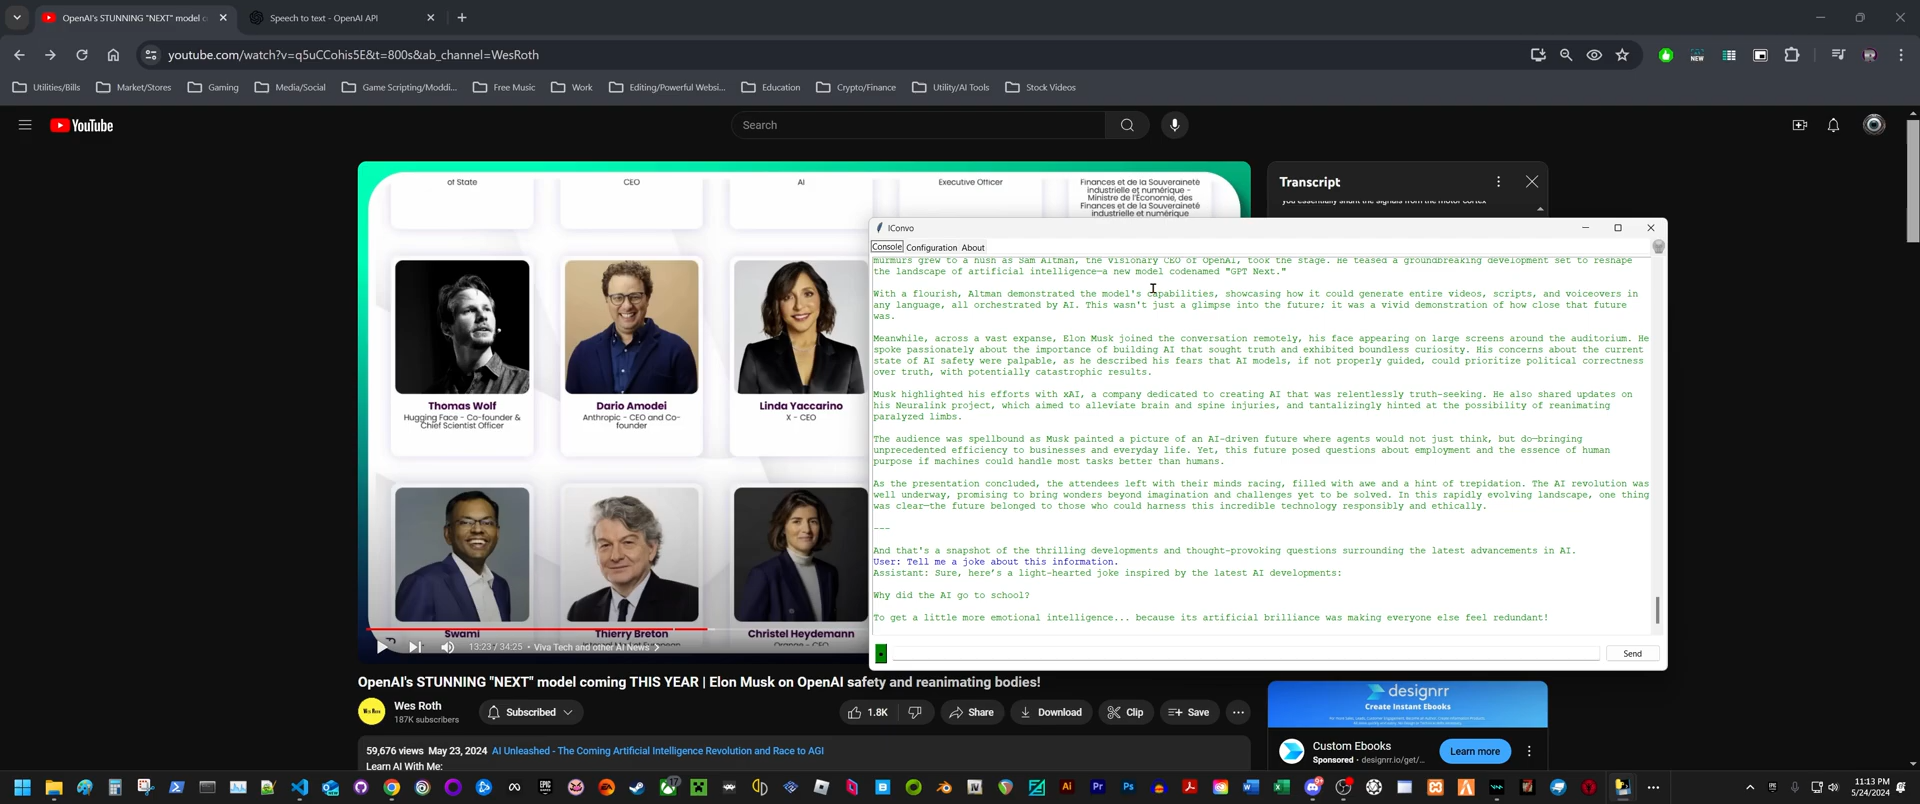 OpenAI's STUNNING "NEXT" model c
Speech to text - OpenAI API
youtube.com/watch?v=q5uCCohis5E&t=800s&ab_channel=WesRoth
NEW
Utilities/Bills
Market/Stores
Gaming
Media/Social
Game Scripting/Moddi...
Free Music
Work
Editing/Powerful Websi...
Education
Crypto/Finance
Utility/AI Tools
Stock Videos
YouTube
Search
of State
CEO
AI
Executive Officer
Finances et de la Souveraineté
industrielle et numérique -
Ministre de l'Économie, des
Finances et de la Souveraineté
industrielle et numérique
Transcript
you essentially shunt the signals from the motor cortex
Thomas Wolf
Hugging Face - Co-founder &
Chief Scientist Officer
Dario Amodei
Anthropic - CEO and Co-
founder
Linda Yaccarino
X - CEO
Swami
Thierry Breton
Christel Heydemann
Orange - CEO
13:23 / 34:25 • Viva Tech and other AI News
IConvo
Console
Configuration
About
murmurs grew to a hush as Sam Altman, the visionary CEO of OpenAI, took the stage. He teased a groundbreaking development set to reshape
the landscape of artificial intelligence—a new model codenamed "GPT Next."
With a flourish, Altman demonstrated the model's capabilities, showcasing how it could generate entire videos, scripts, and voiceovers in
any language, all orchestrated by AI. This wasn't just a glimpse into the future; it was a vivid demonstration of how close that future
was.
Meanwhile, across a vast expanse, Elon Musk joined the conversation remotely, his face appearing on large screens around the auditorium. He
spoke passionately about the importance of building AI that sought truth and exhibited boundless curiosity. His concerns about the current
state of AI safety were palpable, as he described his fears that AI models, if not properly guided, could prioritize political correctness
over truth, with potentially catastrophic results.
Musk highlighted his efforts with xAI, a company dedicated to creating AI that was relentlessly truth-seeking. He also shared updates on
his Neuralink project, which aimed to alleviate brain and spine injuries, and tantalizingly hinted at the possibility of reanimating
paralyzed limbs.
The audience was spellbound as Musk painted a picture of an AI-driven future where agents would not just think, but do—bringing
unprecedented efficiency to businesses and everyday life. Yet, this future posed questions about employment and the essence of human
purpose if machines could handle most tasks better than humans.
As the presentation concluded, the attendees left with their minds racing, filled with awe and a hint of trepidation. The AI revolution was
well underway, promising to bring wonders beyond imagination and challenges yet to be solved. In this rapidly evolving landscape, one thing
was clear—the future belonged to those who could harness this incredible technology responsibly and ethically.
---
And that's a snapshot of the thrilling developments and thought-provoking questions surrounding the latest advancements in AI.
User: Tell me a joke about this information.
Assistant: Sure, here's a light-hearted joke inspired by the latest AI developments:
Why did the AI go to school?
To get a little more emotional intelligence... because its artificial brilliance was making everyone else feel redundant!
Send
OpenAI's STUNNING "NEXT" model coming THIS YEAR | Elon Musk on OpenAI safety and reanimating bodies!
Wes Roth
187K subscribers
Subscribed
1.8K
Share
Download
Clip
Save
59,676 views May 23, 2024 AI Unleashed - The Coming Artificial Intelligence Revolution and Race to AGI
Learn AI With Me:
designrr
Create Instant Ebooks
Custom Ebooks
Sponsored • designrr.io/get/...
Learn more
11:13 PM
5/24/2024